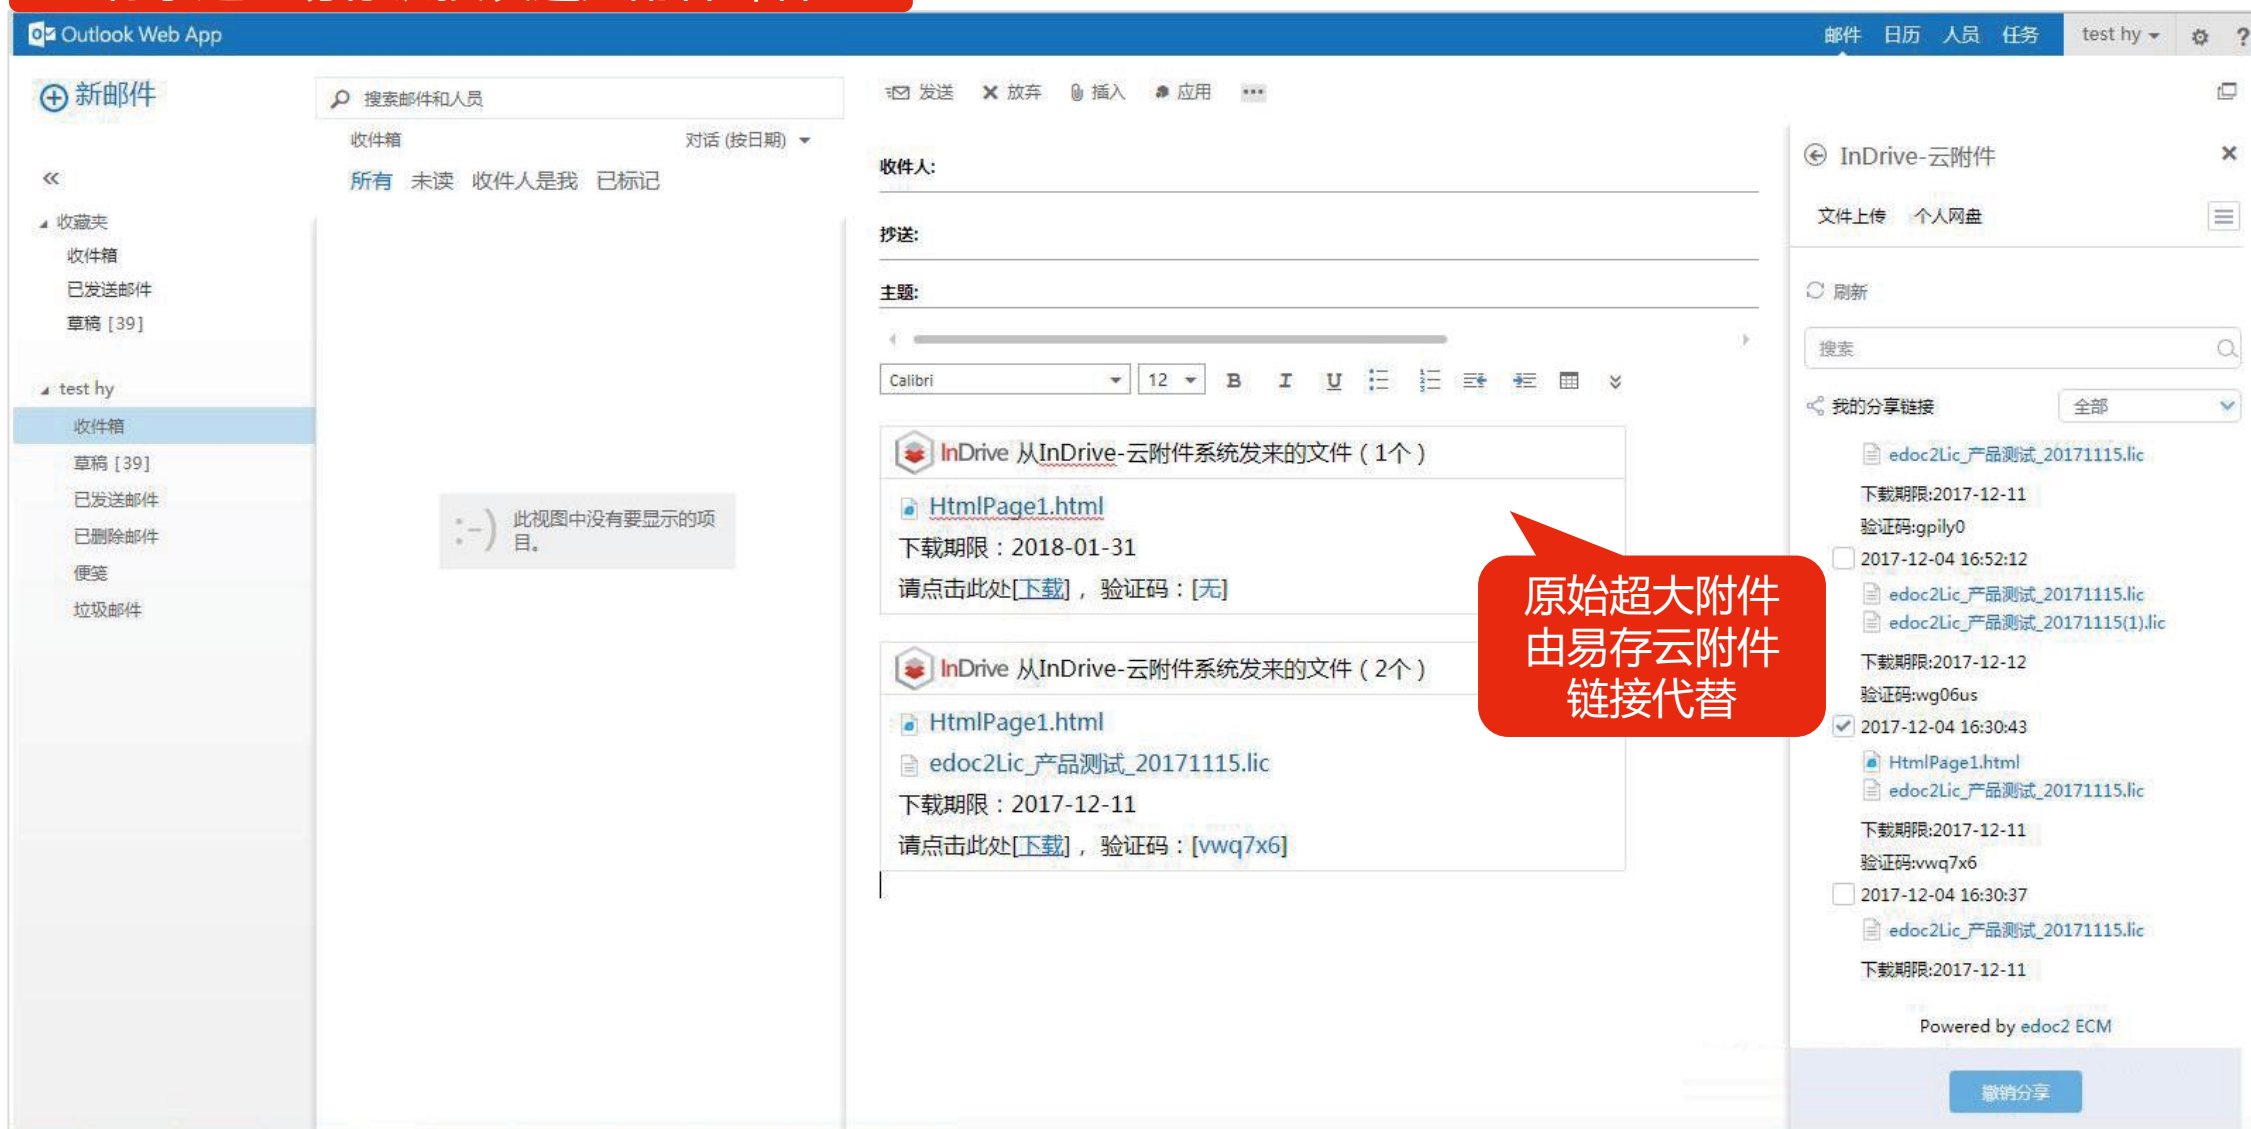 Outlook Web App
邮件 日历 人员 任务 test hy ?
新邮件
搜索邮件和人员
收件箱 对话 (按日期)
所有 未读 收件人是我 已标记
«
收藏夹
收件箱
已发送邮件
草稿 [39]
test hy
收件箱
草稿 [39]
已发送邮件
已删除邮件
便笺
垃圾邮件
:-) 此视图中没有要显示的项
目。
发送 放弃 插入 应用 •••
收件人:
抄送:
主题:
Calibri 12 B I U
InDrive 从InDrive-云附件系统发来的文件（1个）
HtmlPage1.html
下载期限：2018-01-31
请点击此处[下载]，验证码：[无]
InDrive 从InDrive-云附件系统发来的文件（2个）
HtmlPage1.html
edoc2Lic_产品测试_20171115.lic
下载期限：2017-12-11
请点击此处[下载]，验证码：[vwq7x6]
原始超大附件
由易存云附件
链接代替
InDrive-云附件
文件上传 个人网盘
刷新
搜索
我的分享链接 全部
edoc2Lic_产品测试_20171115.lic
下载期限:2017-12-11
验证码:gpily0
2017-12-04 16:52:12
edoc2Lic_产品测试_20171115.lic
edoc2Lic_产品测试_20171115(1).lic
下载期限:2017-12-12
验证码:wg06us
2017-12-04 16:30:43
HtmlPage1.html
edoc2Lic_产品测试_20171115.lic
下载期限:2017-12-11
验证码:vwq7x6
2017-12-04 16:30:37
edoc2Lic_产品测试_20171115.lic
下载期限:2017-12-11
Powered by edoc2 ECM
撤销分享